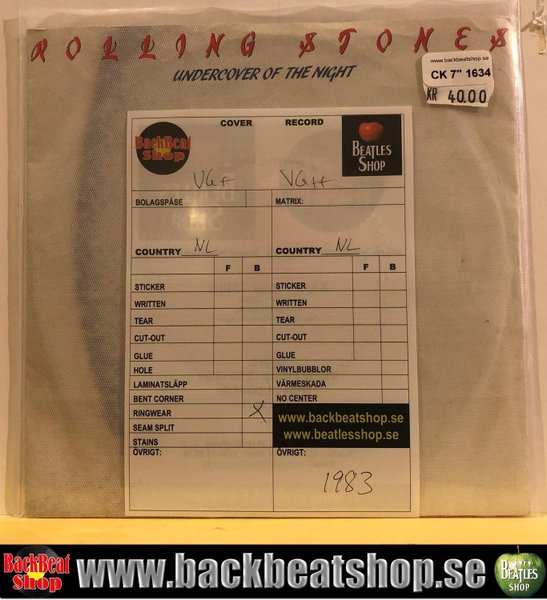 ROLLING STONES
UNDERCOVER OF THE NIGHT
www.backbeatshop.se
CK 7" 1634
KR 40.00
BackBeat
Shop
COVER
RECORD
BEATLES
SHOP
VG+
VG++
BOLAGSPÅSE
MATRIX:
COUNTRY NL
COUNTRY NL
F B
F B
STICKER
STICKER
WRITTEN
WRITTEN
TEAR
TEAR
CUT-OUT
CUT-OUT
GLUE
GLUE
HOLE
VINYLBUBBLOR
LAMINATSLÄPP
VÄRMESKADA
BENT CORNER
NO CENTER
RINGWEAR X
www.backbeatshop.se
SEAM SPLIT
www.beatlesshop.se
STAINS
ÖVRIGT:
ÖVRIGT:
1983
BackBeat
Shop
www.backbeatshop.se
BEATLES
SHOP